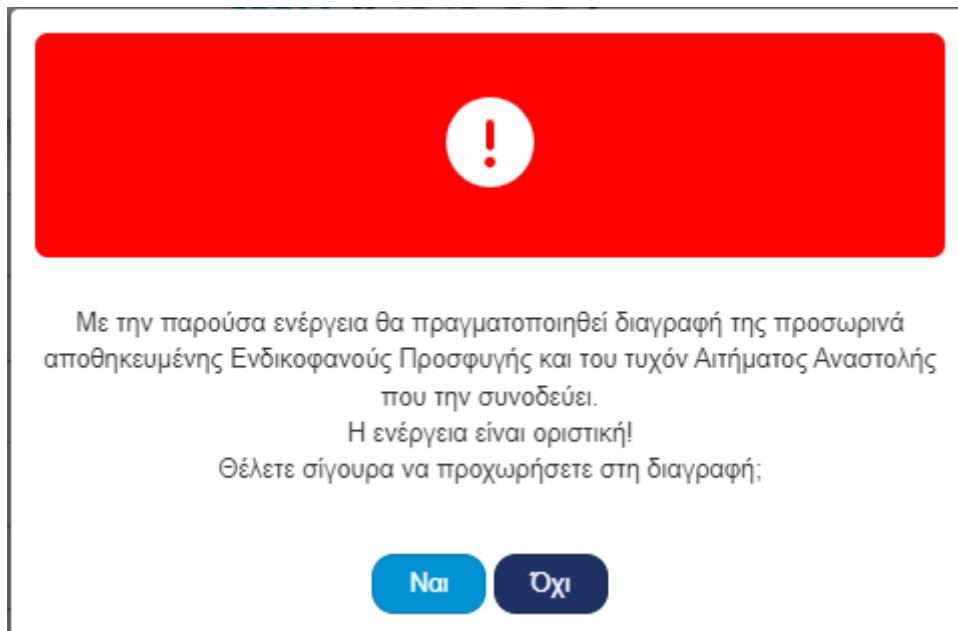 Με την παρούσα ενέργεια θα πραγματοποιηθεί διαγραφή της προσωρινά
αποθηκευμένης Ενδικοφανούς Προσφυγής και του τυχόν Αιτήματος Αναστολής
που την συνοδεύει.
Η ενέργεια είναι οριστική!
Θέλετε σίγουρα να προχωρήσετε στη διαγραφή;
Ναι Όχι